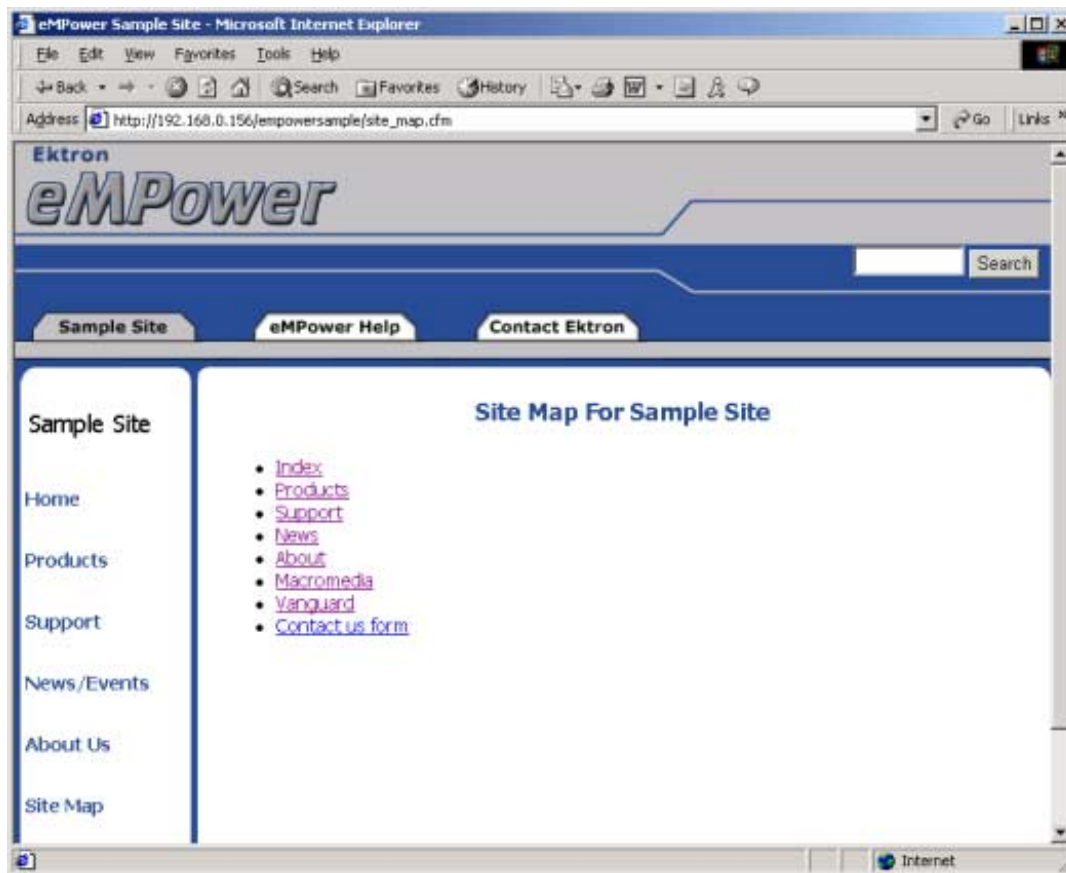 eMPower Sample Site - Microsoft Internet Explorer
File Edit View Favorites Tools Help
Back Search Favorites History
Address http://192.168.0.156/empowersample/site_map.cfm Go Links »
Ektron
eMPower
Search
Sample Site eMPower Help Contact Ektron
Sample Site
Home
Products
Support
News/Events
About Us
Site Map
Site Map For Sample Site
• Index
• Products
• Support
• News
• About
• Macromedia
• Vanguard
• Contact us form
Internet